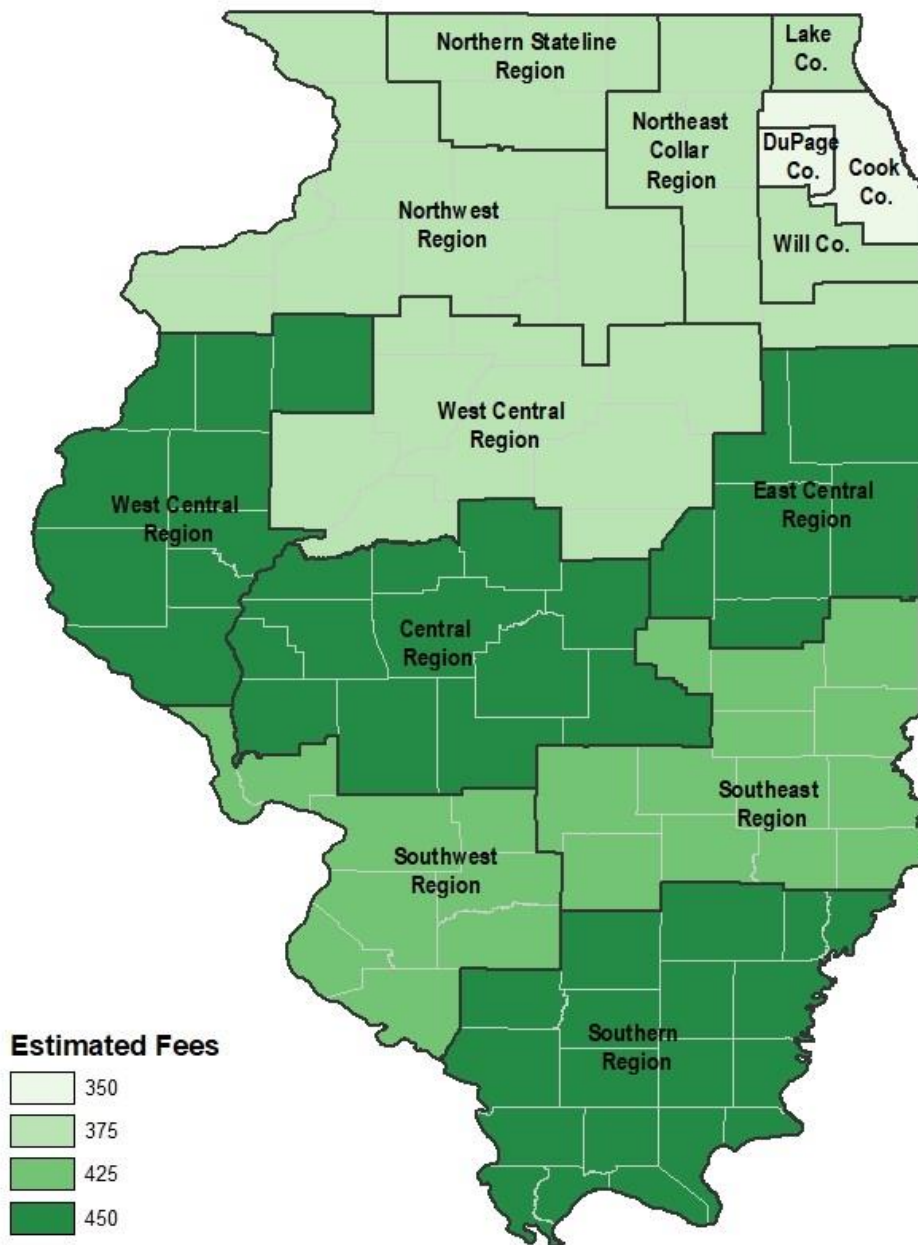 Northern Stateline
Region
Lake
Co.
Northeast
Collar
Region
DuPage
Co.
Cook
Co.
Northwest
Region
Will Co.
West Central
Region
West Central
Region
East Central
Region
Central
Region
Southeast
Region
Southwest
Region
Southern
Region
Estimated Fees
350
375
425
450